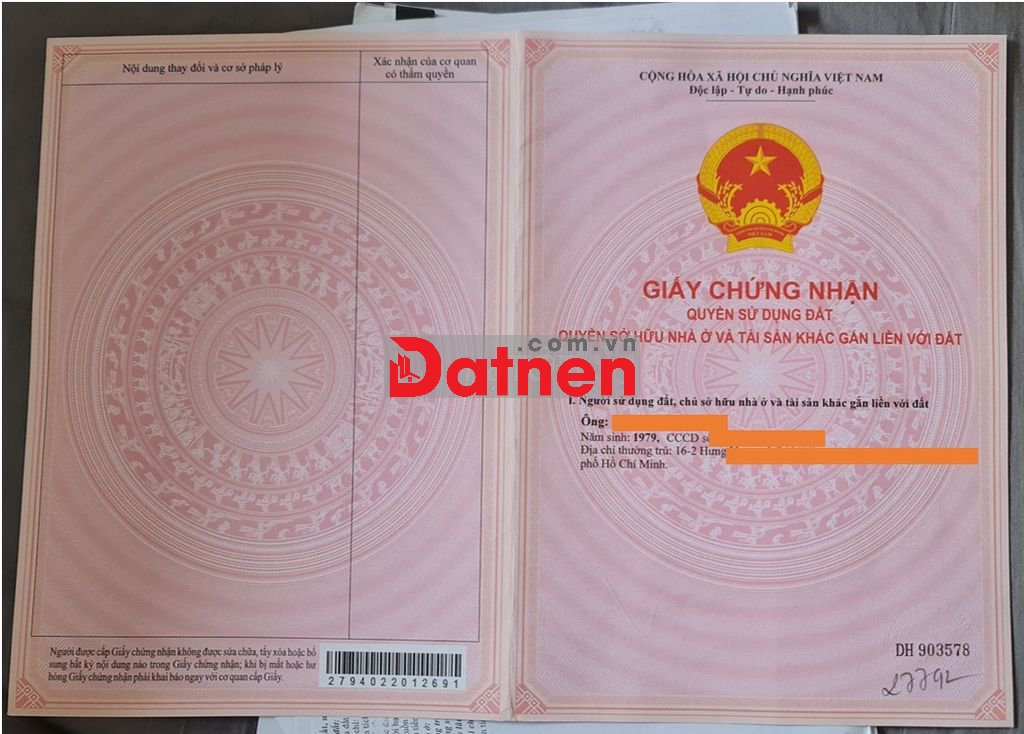 Nội dung thay đổi và cơ sở pháp lý
Xác nhận của cơ quan
có thẩm quyền
Người được cấp Giấy chứng nhận không được sửa chữa, tẩy xóa hoặc bổ
sung bất kỳ nội dung nào trong Giấy chứng nhận; khi bị mất hoặc hư
hỏng Giấy chứng nhận phải khai báo ngay với cơ quan cấp Giấy.
2794022012691
CỘNG HÒA XÃ HỘI CHỦ NGHĨA VIỆT NAM
Độc lập - Tự do - Hạnh phúc
VIỆT NAM
GIẤY CHỨNG NHẬN
QUYỀN SỬ DỤNG ĐẤT
QUYỀN SỞ HỮU NHÀ Ở VÀ TÀI SẢN KHÁC GẮN LIỀN VỚI ĐẤT
.com.vn
Datnen
I. Người sử dụng đất, chủ sở hữu nhà ở và tài sản khác gắn liền với đất
Ông:
Năm sinh: 1979, CCCD số
Địa chỉ thường trú: 16-2 Hưng
phố Hồ Chí Minh.
DH 903578